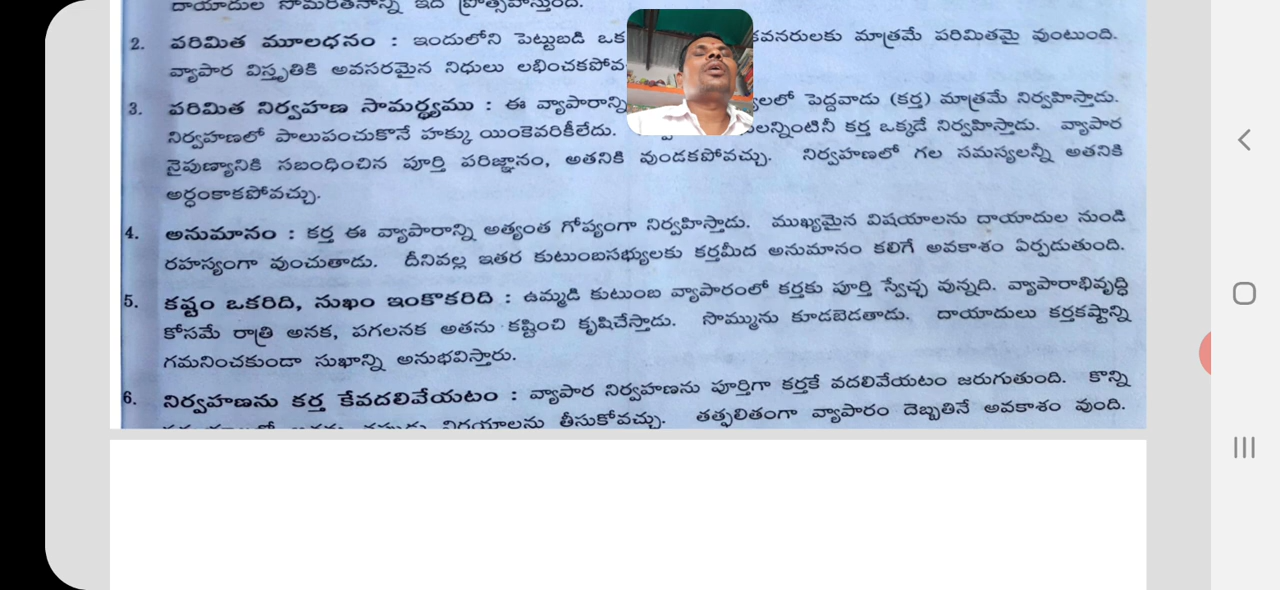 దాయాదుల సోమరితనాన్ని ఇది ప్రోత్సహిస్తుంది.
2. పరిమిత మూలధనం : ఇందులోని పెట్టుబడి ఒక వనరులకు మాత్రమే పరిమితమై వుంటుంది.
వ్యాపార విస్తృతికి అవసరమైన నిధులు లభించకపోవ
3. పరిమిత నిర్వహణ సామర్థ్యము : ఈ వ్యాపారాన్ని లలో పెద్దవాడు (కర్త) మాత్రమే నిర్వహిస్తాడు.
నిర్వహణలో పాలుపంచుకొనే హక్కు యింకెవరికీలేదు. లన్నింటినీ కర్త ఒక్కడే నిర్వహిస్తాడు. వ్యాపార
నైపుణ్యానికి సబంధించిన పూర్తి పరిజ్ఞానం, అతనికి వుండకపోవచ్చు. నిర్వహణలో గల సమస్యలన్నీ అతనికి
అర్ధంకాకపోవచ్చు.
4. అనుమానం : కర్త ఈ వ్యాపారాన్ని అత్యంత గోప్యంగా నిర్వహిస్తాడు. ముఖ్యమైన విషయాలను దాయాదుల నుండి
రహస్యంగా వుంచుతాడు. దీనివల్ల ఇతర కుటుంబసభ్యులకు కర్తమీద అనుమానం కలిగే అవకాశం ఏర్పడుతుంది.
5. కష్టం ఒకరిది, సుఖం ఇంకొకరిది : ఉమ్మడి కుటుంబ వ్యాపారంలో కర్తకు పూర్తి స్వేచ్ఛ వున్నది. వ్యాపారాభివృద్ధి
కోసమే రాత్రి అనక, పగలనక అతను కష్టించి కృషిచేస్తాడు. సొమ్మును కూడబెడతాడు. దాయాదులు కర్తకష్టాన్ని
గమనించకుండా సుఖాన్ని అనుభవిస్తారు.
6. నిర్వహణను కర్త కేవదలివేయటం : వ్యాపార నిర్వహణను పూర్తిగా కర్తకే వదలివేయటం జరుగుతుంది. కొన్ని
నిర్ణయాలను తీసుకోవచ్చు. తత్ఫలితంగా వ్యాపారం దెబ్బతినే అవకాశం వుంది.